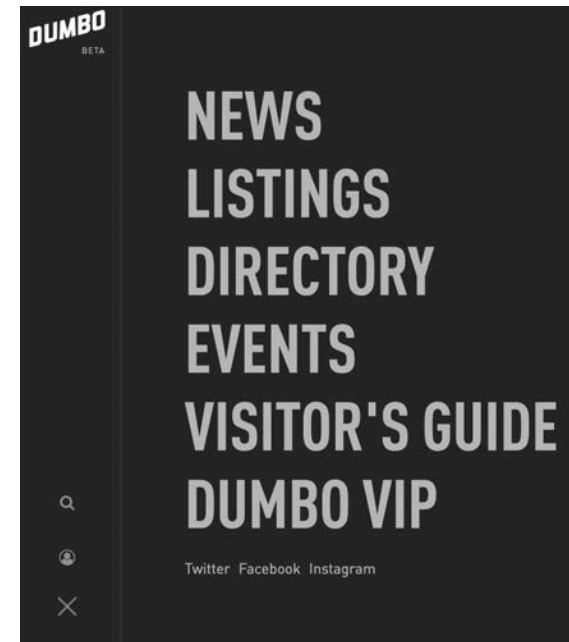 DUMBO
BETA
NEWS
LISTINGS
DIRECTORY
EVENTS
VISITOR'S GUIDE
DUMBO VIP
Twitter Facebook Instagram